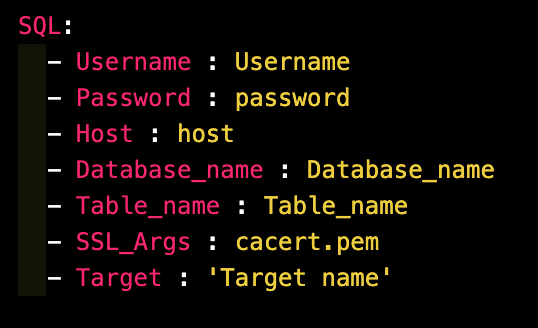 SQL:
- Username : Username
- Password : password
- Host : host
- Database_name : Database_name
- Table_name : Table_name
- SSL_Args : cacert.pem
- Target : 'Target name'